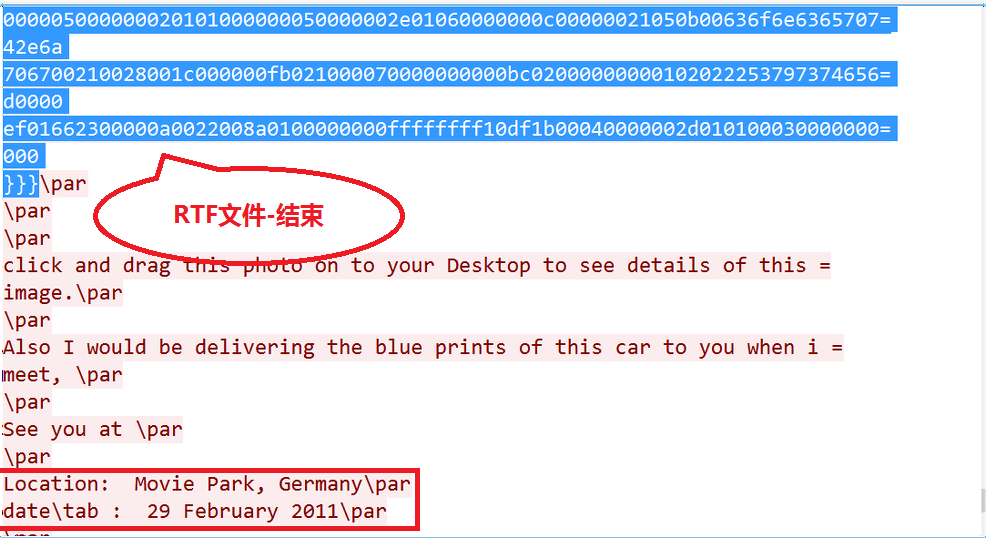 000005000000020101000000050000002e01060000000c00000021050b00636f6e6365707=
42e6a
706700210028001c000000fb021000070000000000bc02000000000102022253797374656=
d0000
ef01662300000a0022008a0100000000ffffffff10df1b00040000002d010100030000000=
000
}}}\par
\par
RTF文件-结束
\par
click and drag this photo on to your Desktop to see details of this =
image.\par
\par
Also I would be delivering the blue prints of this car to you when i =
meet, \par
\par
See you at \par
\par
Location:  Movie Park, Germany\par
date\tab :  29 February 2011\par
\par